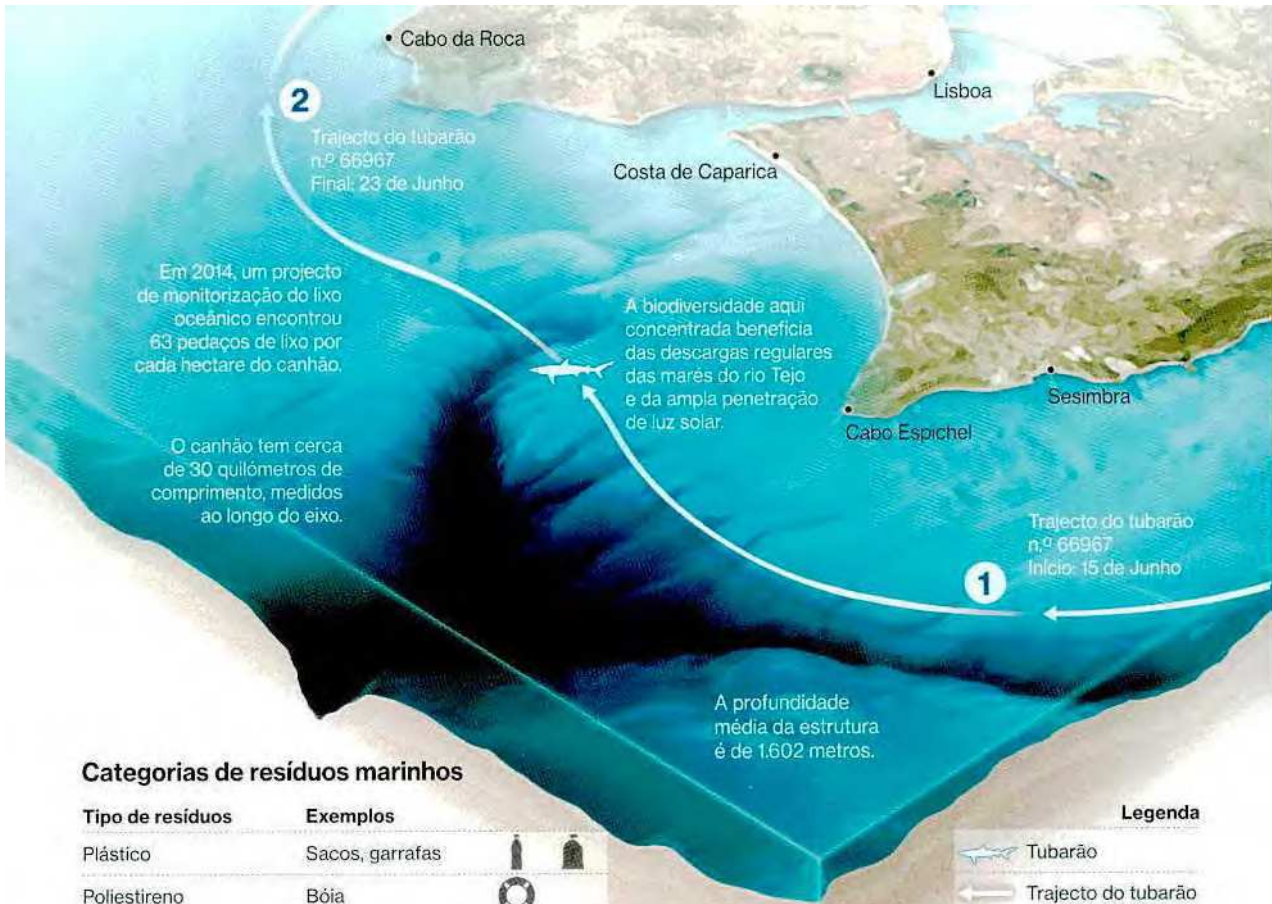 Cabo da Roca
Lisboa
2
Trajecto do tubarão
n.º 66967
Final: 23 de Junho
Costa de Caparica
Em 2014, um projecto
de monitorização do lixo
oceânico encontrou
63 pedaços de lixo por
cada hectare do canhão.
A biodiversidade aqui
concentrada beneficia
das descargas regulares
das marés do rio Tejo
e da ampla penetração
de luz solar.
Sesimbra
Cabo Espichel
O canhão tem cerca
de 30 quilómetros de
comprimento, medidos
ao longo do eixo.
Trajecto do tubarão
n.º 66967
Início: 15 de Junho
1
A profundidade
média da estrutura
é de 1.602 metros.
Categorias de resíduos marinhos
Tipo de resíduos Exemplos
Plástico Sacos, garrafas
Poliestireno Bóia
Legenda
Tubarão
Trajecto do tubarão